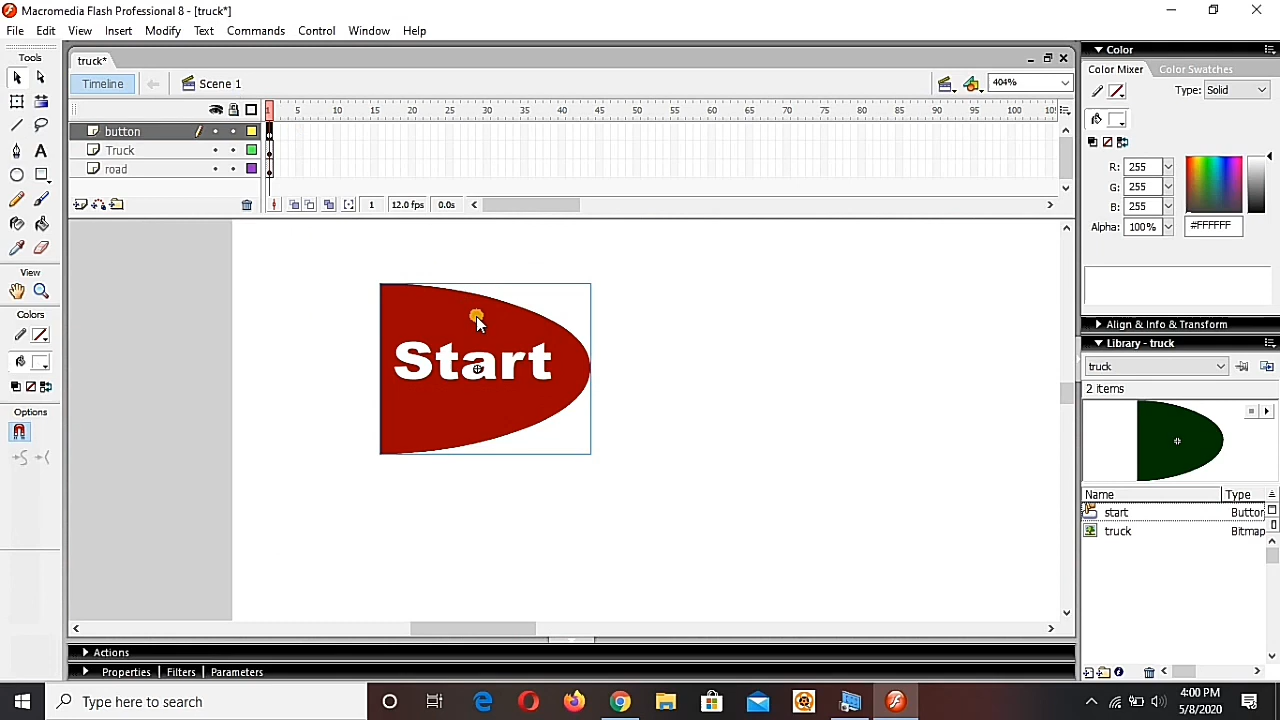 Macromedia Flash Professional 8 - [truck*]
File Edit View Insert Modify Text Commands Control Window Help
Tools
View
Colors
Options
truck*
Timeline Scene 1 404%
1 5 10 15 20 25 30 35 40 45 50 55 60 65 70 75 80 85 90 95 100 105
button
Truck
road
1 12.0 fps 0.0s
Start
Actions
Properties Filters Parameters
Color
Color Mixer Color Swatches
Type: Solid
R: 255
G: 255
B: 255
Alpha: 100% #FFFFFF
Align & Info & Transform
Library - truck
truck
2 items
Name Type
start Button
truck Bitmap
Type here to search
4:00 PM
5/8/2020